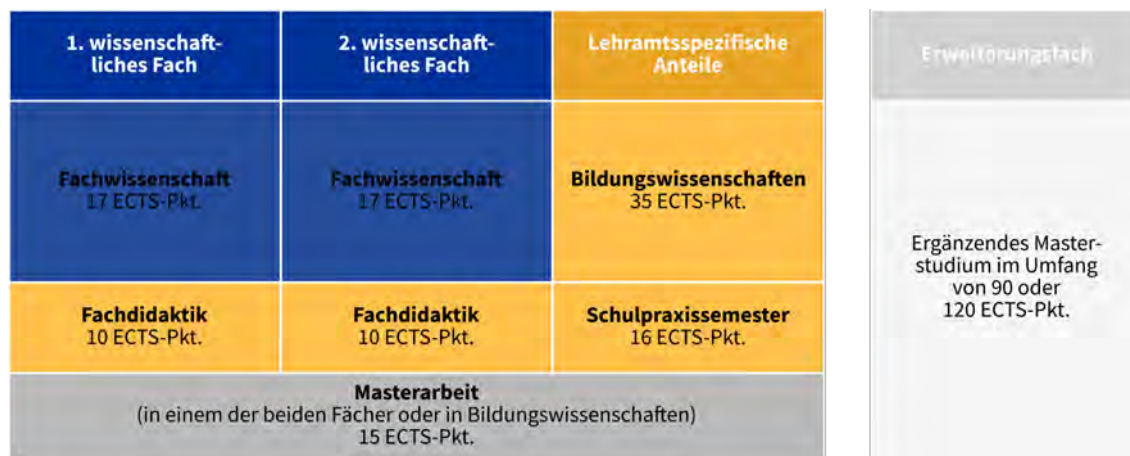 1. wissenschaft-
liches Fach
2. wissenschaft-
liches Fach
Lehramtsspezifische
Anteile
Erweiterungsfach
Fachwissenschaft
17 ECTS-Pkt.
Fachwissenschaft
17 ECTS-Pkt.
Bildungswissenschaften
35 ECTS-Pkt.
Ergänzendes Master-
studium im Umfang
von 90 oder
120 ECTS-Pkt.
Fachdidaktik
10 ECTS-Pkt.
Fachdidaktik
10 ECTS-Pkt.
Schulpraxissemester
16 ECTS-Pkt.
Masterarbeit
(in einem der beiden Fächer oder in Bildungswissenschaften)
15 ECTS-Pkt.